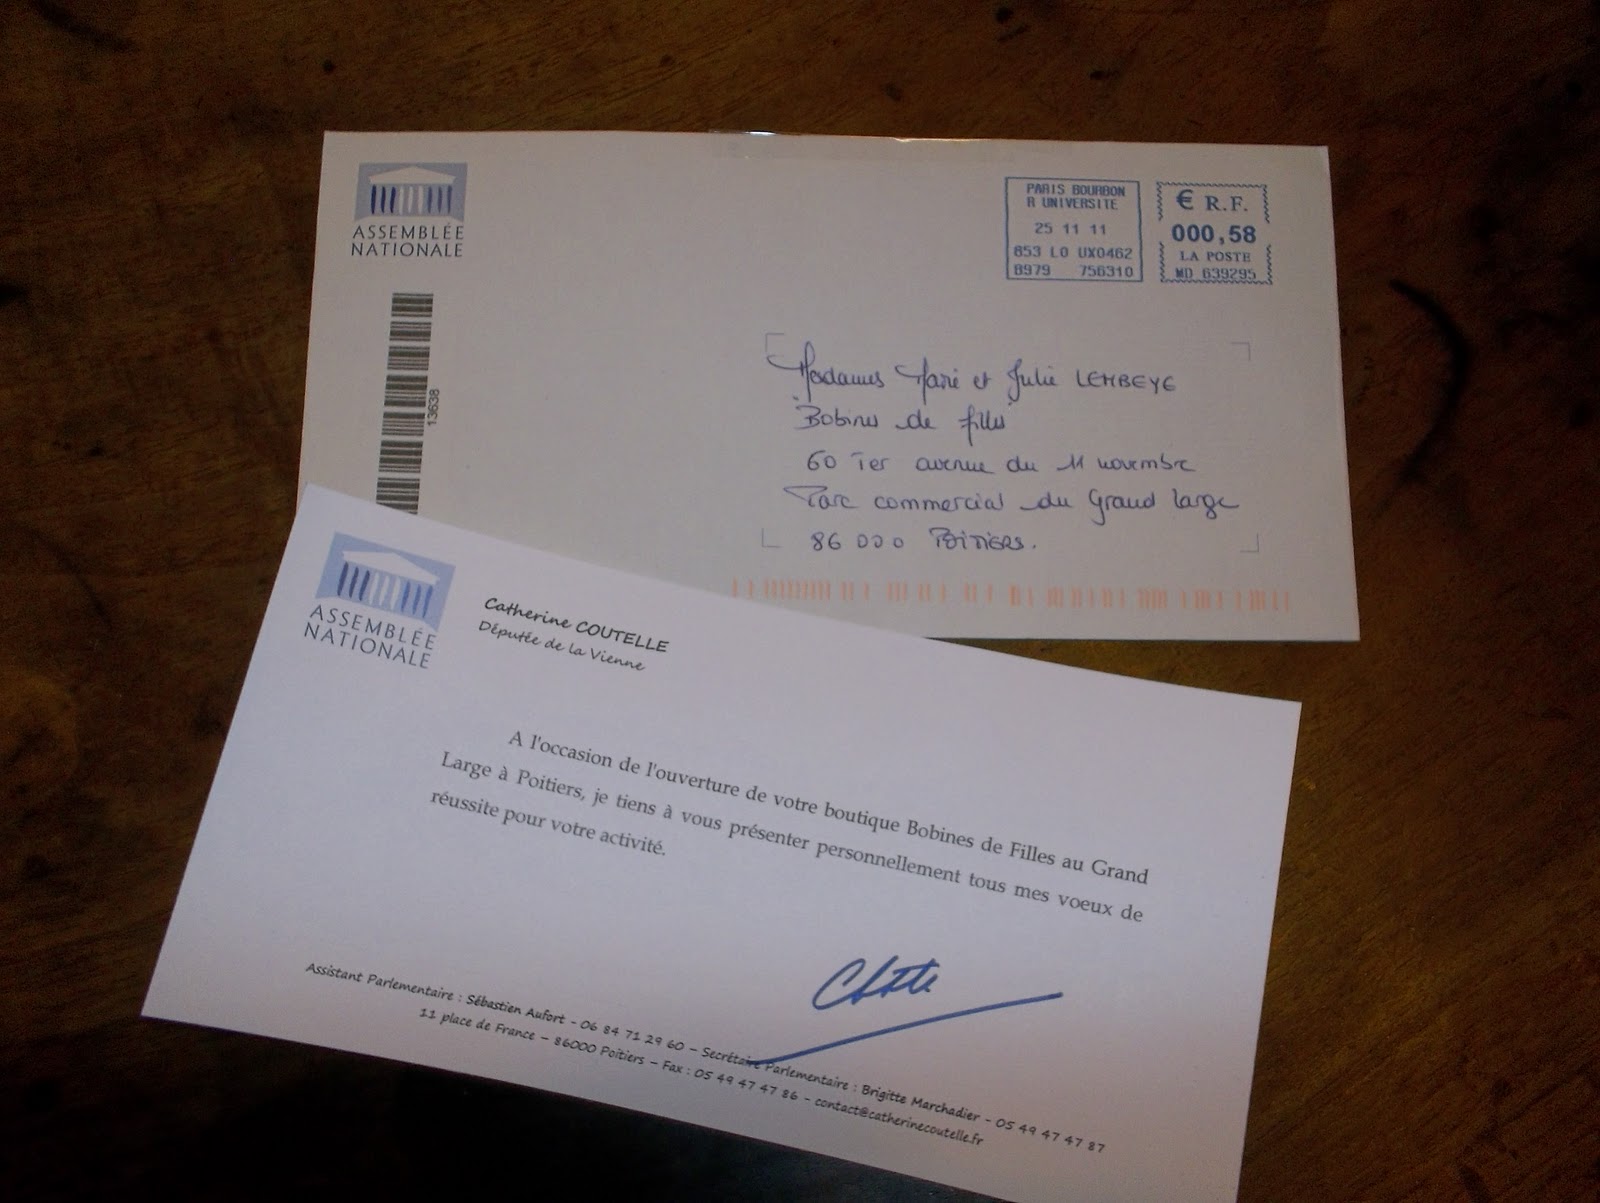 ASSEMBLÉE
NATIONALE
PARIS BOURBON
R UNIVERSITE
25 11 11
653 L0 UX0462
8979 756310
€ R.F.
000,58
LA POSTE
MD 639295
13638
Mesdames Marie et Julie LEMBEYE
"Bobines de filles"
60 Ter avenue du 11 novembre
Parc commercial du Grand large
86 000 POITIERS.
ASSEMBLÉE
NATIONALE
Catherine COUTELLE
Députée de la Vienne
A l'occasion de l'ouverture de votre boutique Bobines de Filles au Grand
Large à Poitiers, je tiens à vous présenter personnellement tous mes voeux de
réussite pour votre activité.
Assistant Parlementaire : Sébastien Aufort - 06 84 71 29 60 – Secrétaire Parlementaire : Brigitte Marchadier - 05 49 47 47 87
11 place de France – 86000 Poitiers – Fax : 05 49 47 47 86 - contact@catherinecoutelle.fr